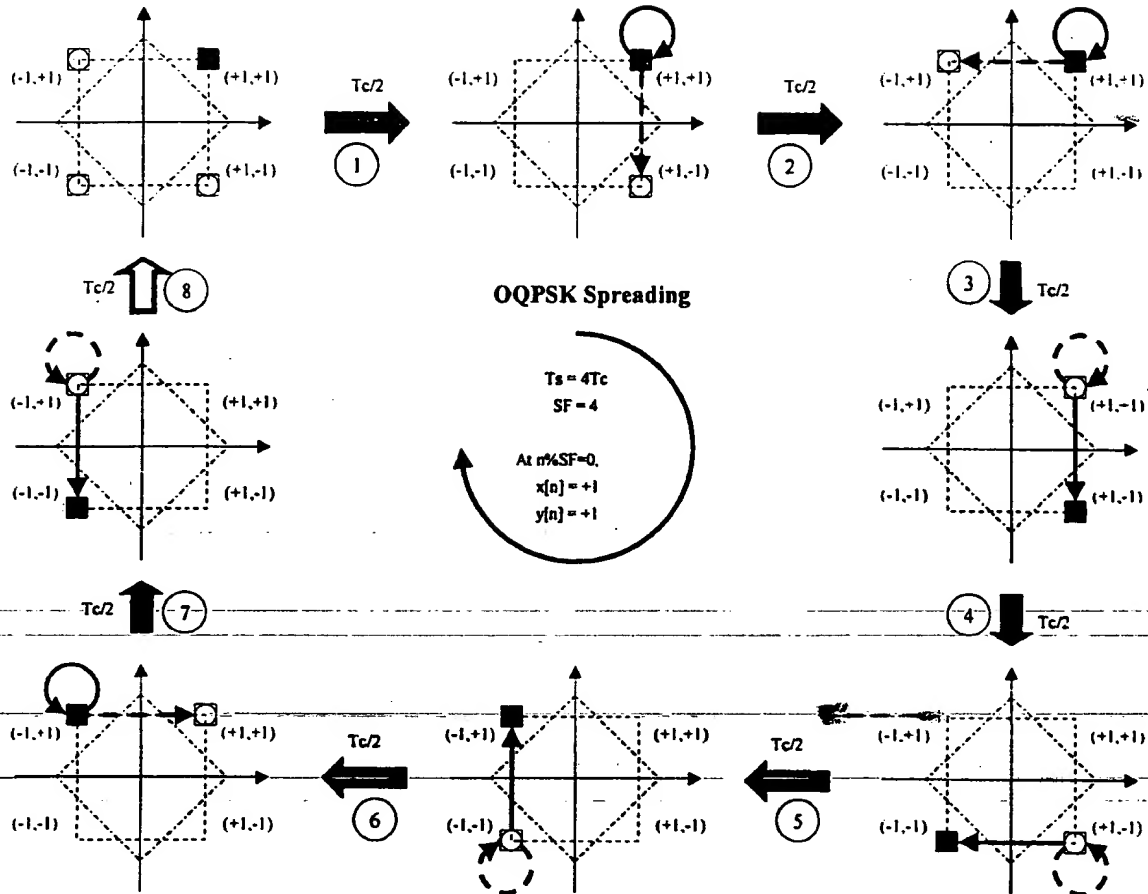 (-1,+1) (+1,+1)
(-1,-1) (+1,-1)
Tc/2
1
(-1,+1) (+1,+1)
(-1,-1) (+1,-1)
Tc/2
2
(-1,+1) (+1,+1)
(-1,-1) (+1,-1)
Tc/2 8
OQPSK Spreading
3 Tc/2
(-1,+1) (+1,+1)
(-1,-1) (+1,-1)
Ts = 4Tc
SF = 4
At n%SF=0,
x[n] = +1
y[n] = +1
(-1,+1) (+1,+1)
(-1,-1) (+1,-1)
Tc/2 7
4 Tc/2
(-1,+1) (+1,+1)
(-1,-1) (+1,-1)
Tc/2
6
(-1,+1) (+1,+1)
(-1,-1) (+1,-1)
Tc/2
5
(-1,+1) (+1,+1)
(-1,-1) (+1,-1)